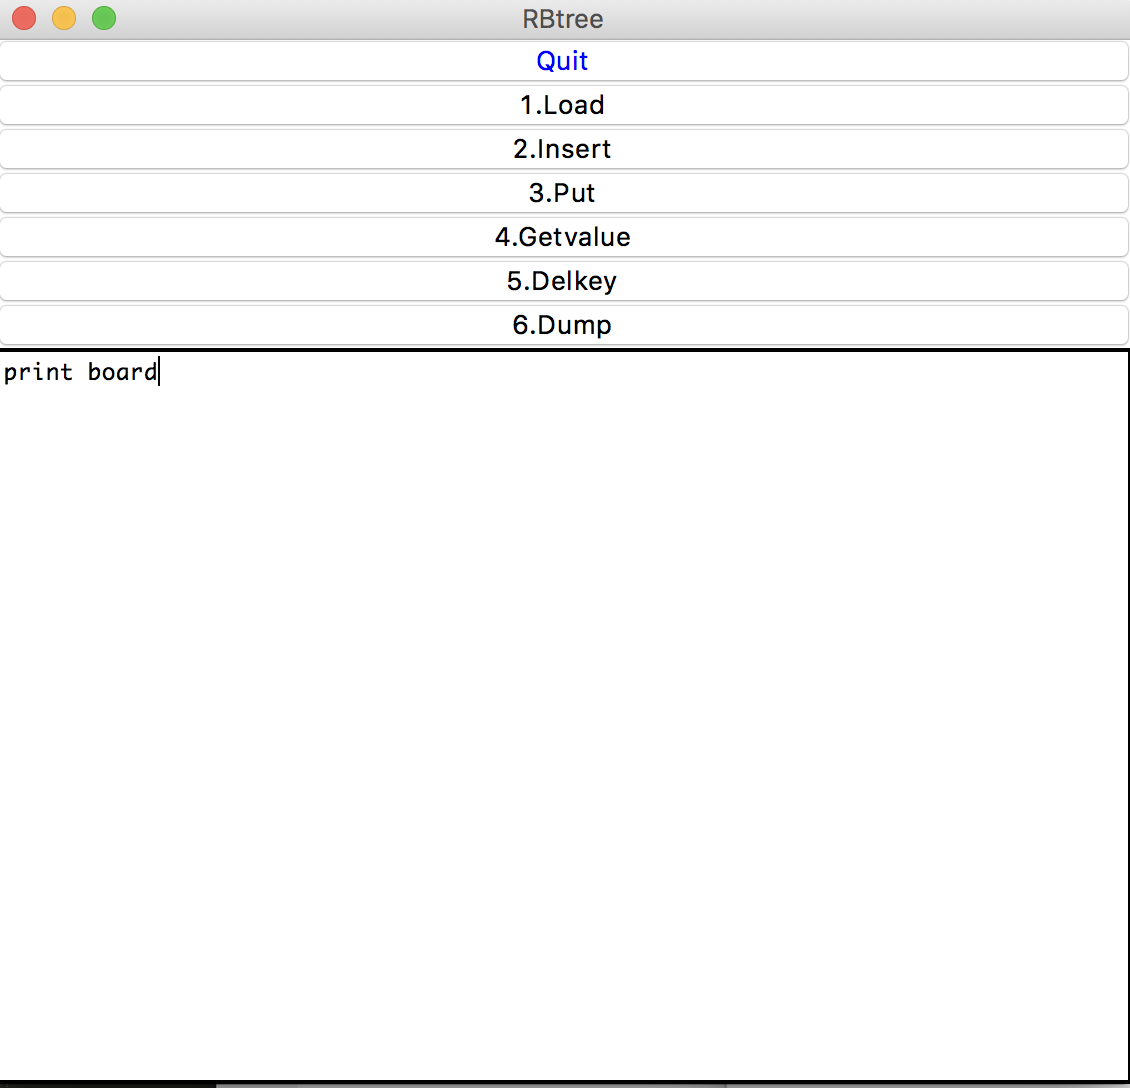 RBtree
Quit
1.Load
2.Insert
3.Put
4.Getvalue
5.Delkey
6.Dump
print board